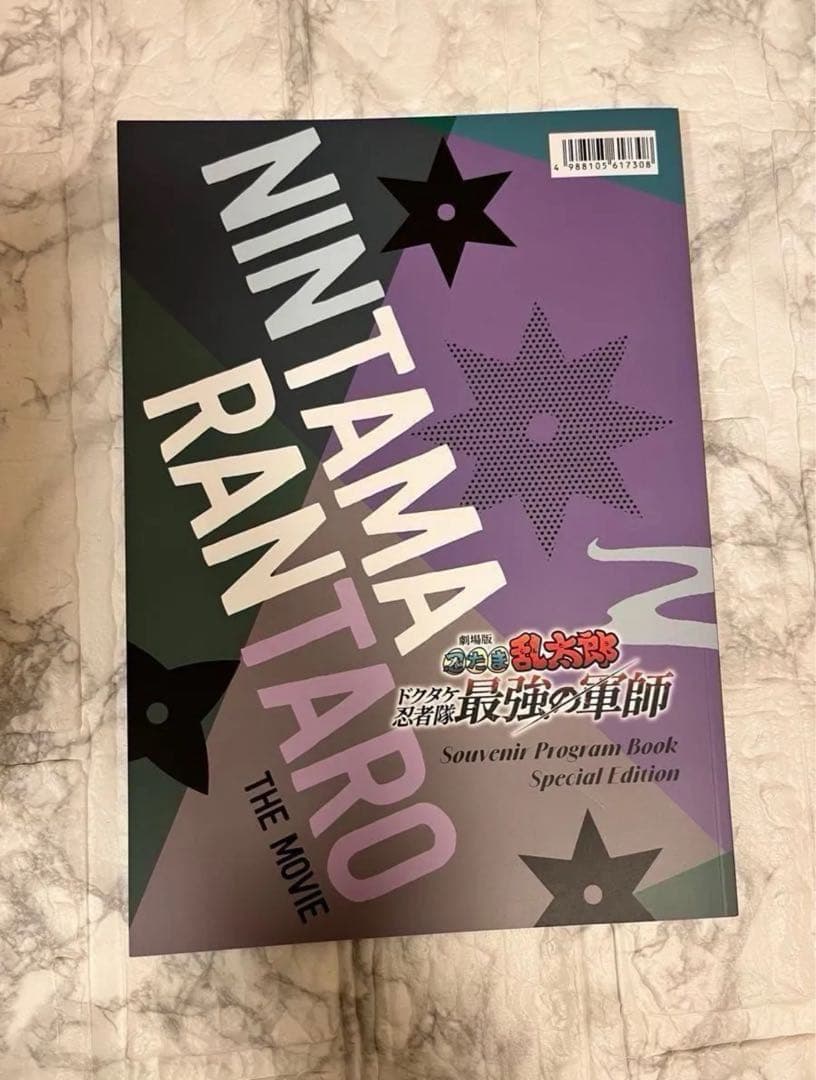 4 988105 617308
NINTAMA
RANTARO
THE MOVIE
劇場版
忍たま乱太郎
ドクタケ
忍者隊
最強の軍師
Souvenir Program Book
Special Edition